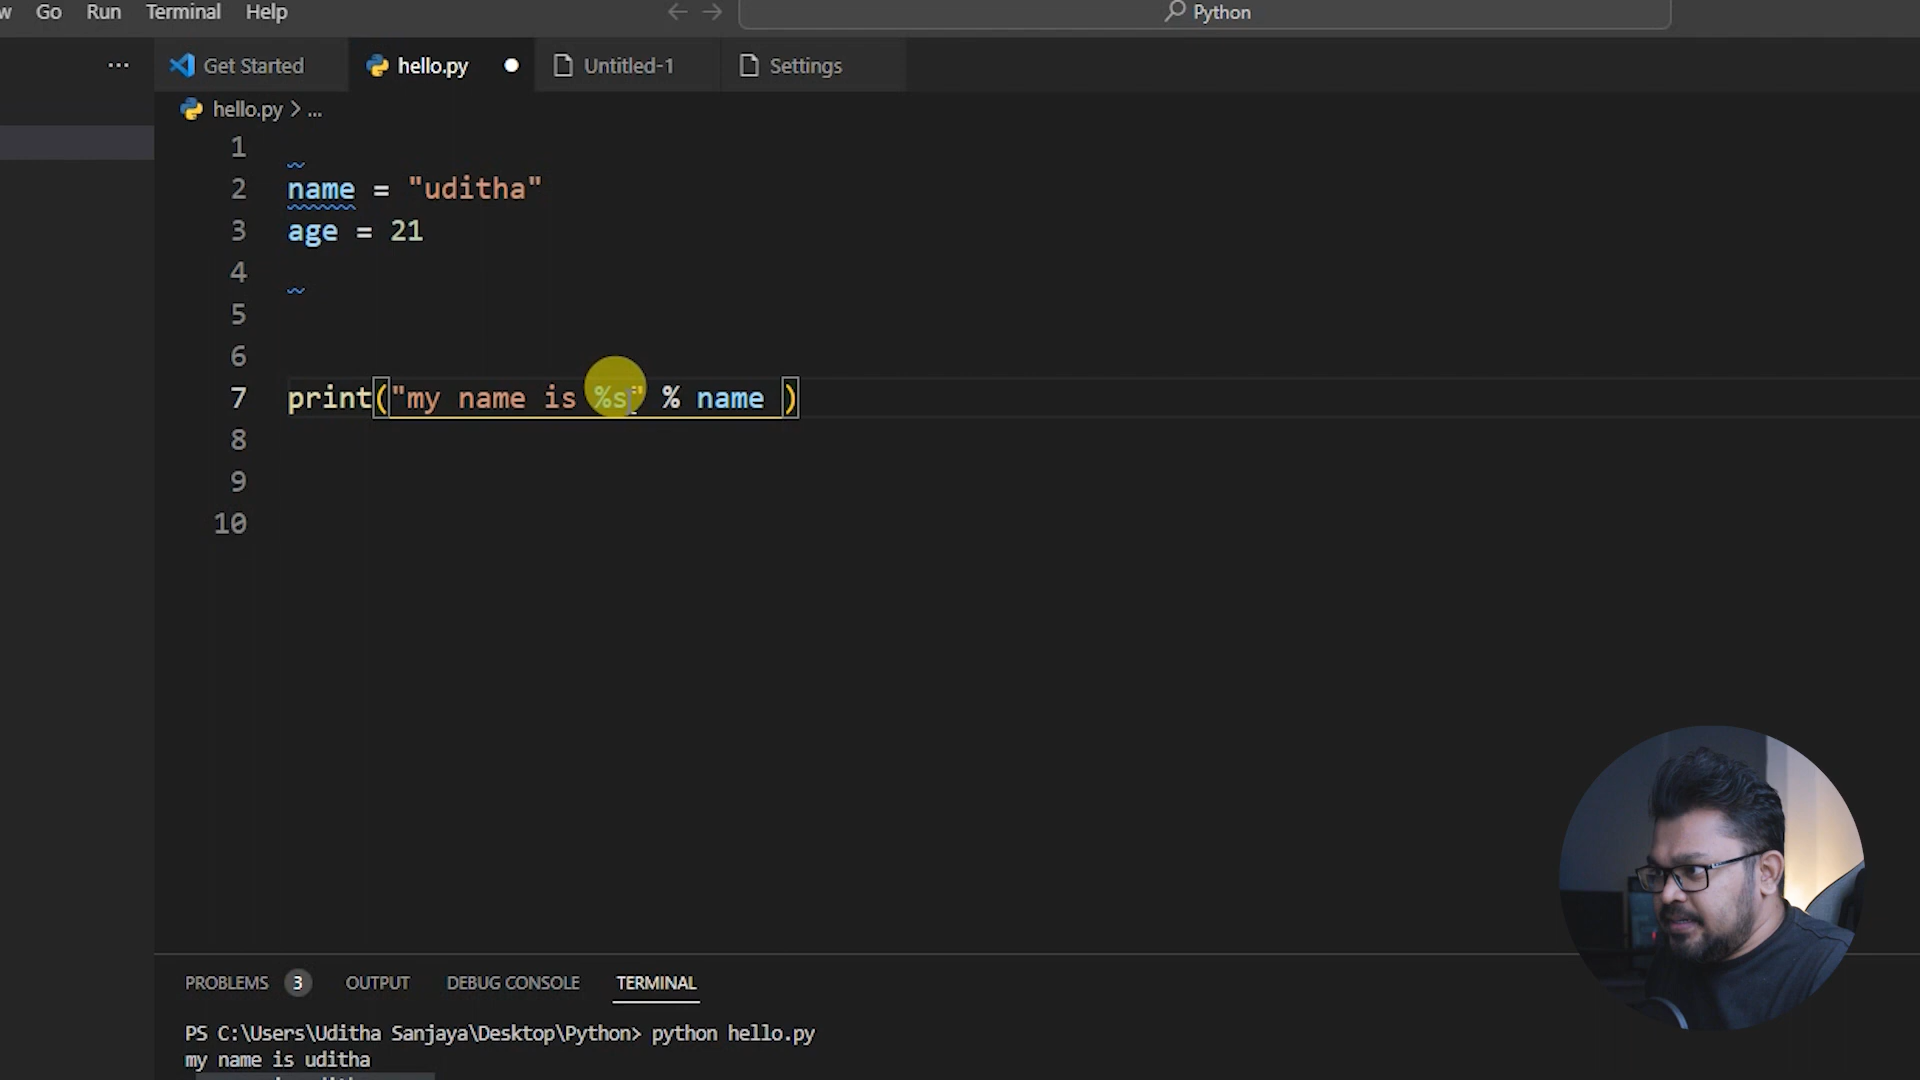 Go Run Terminal Help
Python
Get Started hello.py Untitled-1 Settings
hello.py > ...
1
2 name = "uditha"
3 age = 21
4
5
6
7 print("my name is %s" % name )
8
9
10
PROBLEMS 3 OUTPUT DEBUG CONSOLE TERMINAL
PS C:\Users\Uditha Sanjaya\Desktop\Python> python hello.py
my name is uditha